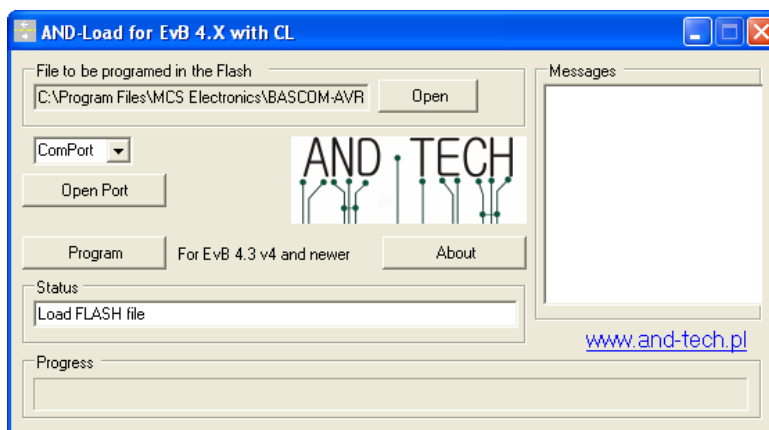 AND-Load for EvB 4.X with CL
File to be programed in the Flash
C:\Program Files\MCS Electronics\BASCOM-AVR
Open
Messages
ComPort
Open Port
AND TECH
Program
For EvB 4.3 v4 and newer
About
Status
Load FLASH file
www.and-tech.pl
Progress